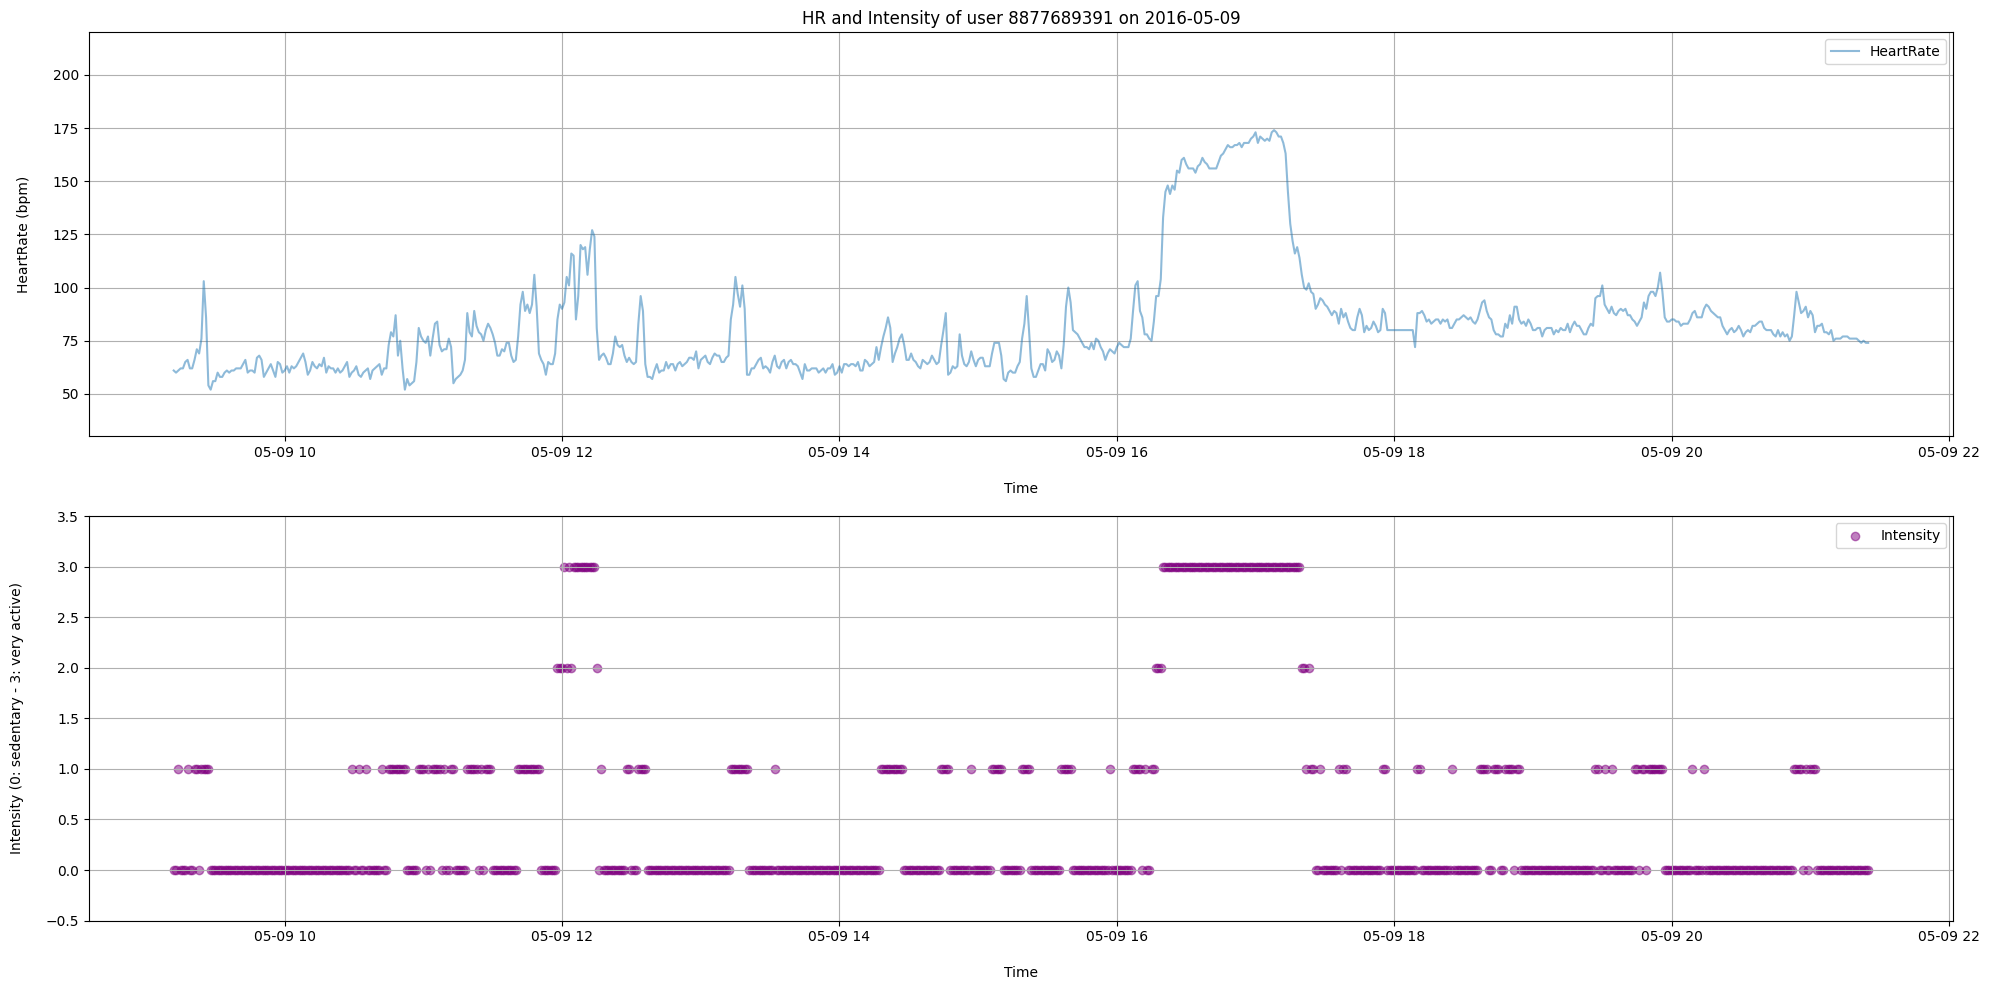 HR and Intensity of user 8877689391 on 2016-05-09
HeartRate
200
175
150
125
100
75
50
HeartRate (bpm)
05-09 10 05-09 12 05-09 14 05-09 16 05-09 18 05-09 20 05-09 22
Time
Intensity
3.5
3.0
2.5
2.0
1.5
1.0
0.5
0.0
−0.5
Intensity (0: sedentary - 3: very active)
05-09 10 05-09 12 05-09 14 05-09 16 05-09 18 05-09 20 05-09 22
Time